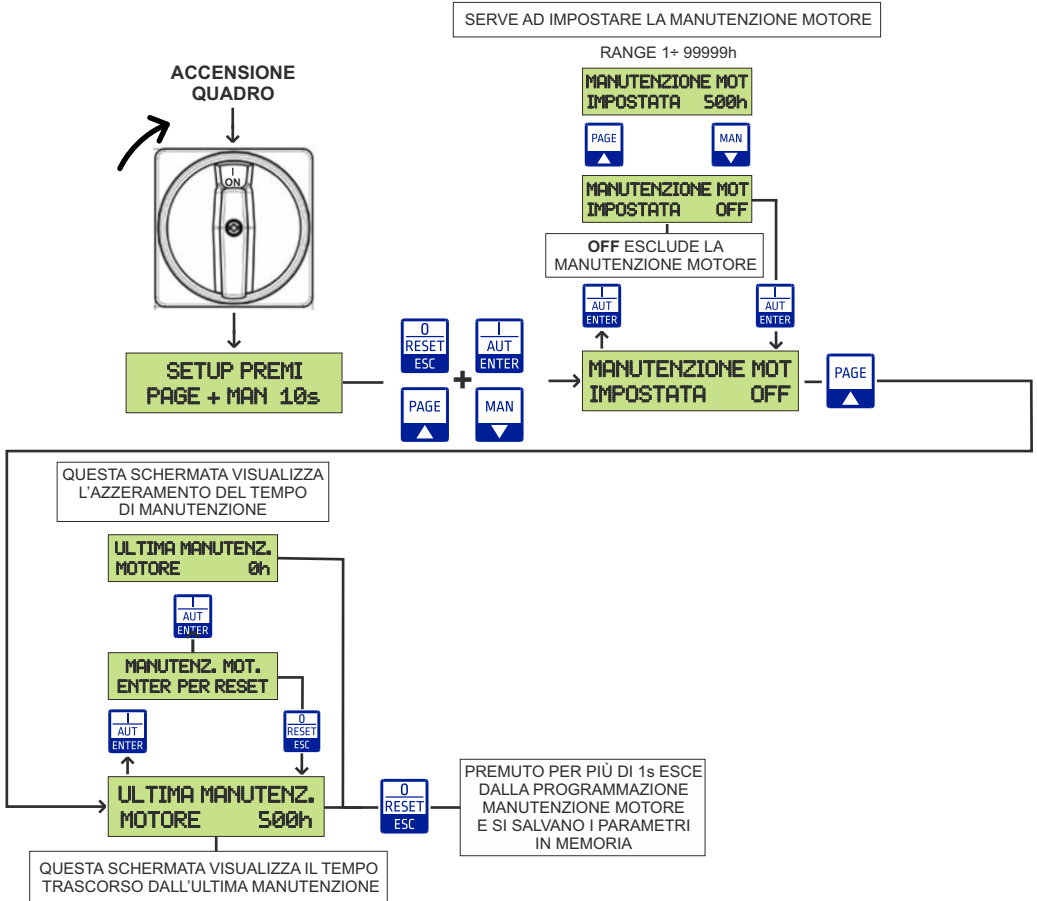 SERVE AD IMPOSTARE LA MANUTENZIONE MOTORE
RANGE 1÷ 99999h
MANUTENZIONE MOT
IMPOSTATA 500h
PAGE
MAN
MANUTENZIONE MOT
IMPOSTATA OFF
OFF ESCLUDE LA
MANUTENZIONE MOTORE
I
AUT
ENTER
I
AUT
ENTER
ACCENSIONE
QUADRO
I
ON
SETUP PREMI
PAGE + MAN 10s
0
RESET
ESC
+
I
AUT
ENTER
PAGE
MAN
MANUTENZIONE MOT
IMPOSTATA OFF
PAGE
QUESTA SCHERMATA VISUALIZZA
L'AZZERAMENTO DEL TEMPO
DI MANUTENZIONE
ULTIMA MANUTENZ.
MOTORE 0h
I
AUT
ENTER
MANUTENZ. MOT.
ENTER PER RESET
I
AUT
ENTER
0
RESET
ESC
ULTIMA MANUTENZ.
MOTORE 500h
0
RESET
ESC
PREMUTO PER PIÙ DI 1s ESCE
DALLA PROGRAMMAZIONE
MANUTENZIONE MOTORE
E SI SALVANO I PARAMETRI
IN MEMORIA
QUESTA SCHERMATA VISUALIZZA IL TEMPO
TRASCORSO DALL'ULTIMA MANUTENZIONE